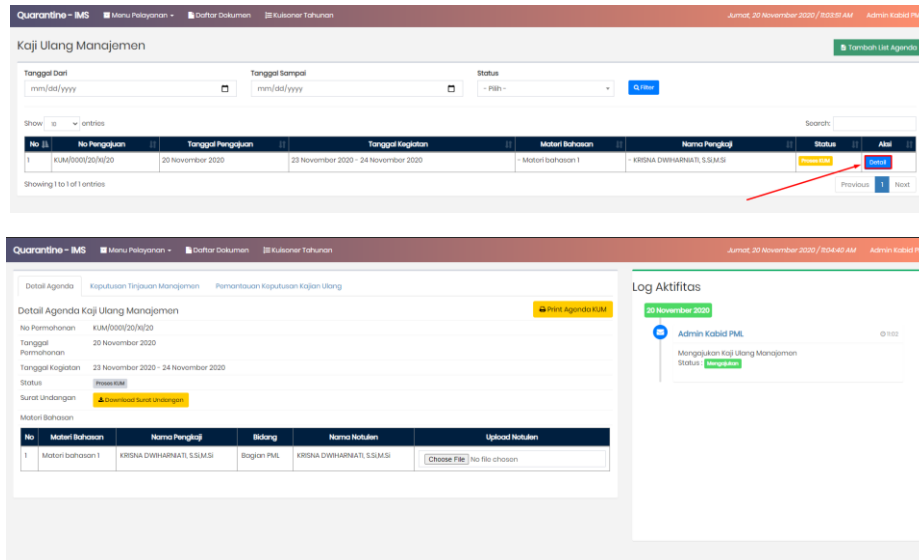 Quarantine - IMS Menu Pelayanan Daftar Dokumen Kuisoner Tahunan Jumat, 20 November 2020 / 11:03:51 AM Admin Kabid PM
Kaji Ulang Manajemen
Tambah List Agenda
Tanggal Dari Tanggal Sampai Status
mm/dd/yyyy mm/dd/yyyy - Pilih - Filter
Show 10 entries Search:
No No Pengajuan Tanggal Pengajuan Tanggal Kegiatan Materi Bahasan Nama Pengkaji Status Aksi
1 KUM/0001/20/XI/20 20 November 2020 23 November 2020 - 24 November 2020 - Materi bahasan 1 - KRISNA DWIHARNIATI, S.Si,M.Si Proses KUM Detail
Showing 1 to 1 of 1 entries Previous 1 Next
Quarantine - IMS Menu Pelayanan Daftar Dokumen Kuisoner Tahunan Jumat, 20 November 2020 / 11:04:40 AM Admin Kabid P
Detail Agenda Keputusan Tinjauan Manajemen Pemantauan Keputusan Kajian Ulang
Detail Agenda Kaji Ulang Manajemen Print Agenda KUM
No Permohonan KUM/0001/20/XI/20
Tanggal
Permohonan 20 November 2020
Tanggal Kegiatan 23 November 2020 - 24 November 2020
Status Proses KUM
Surat Undangan Download Surat Undangan
Materi Bahasan
No Materi Bahasan Nama Pengkaji Bidang Nama Notulen Upload Notulen
1 Materi bahasan 1 KRISNA DWIHARNIATI, S.Si,M.Si Bagian PML KRISNA DWIHARNIATI, S.Si,M.Si Choose File No file chosen
Log Aktifitas
20 November 2020
Admin Kabid PML 11:02
Mengajukan Kaji Ulang Manajemen
Status : Mengajukan